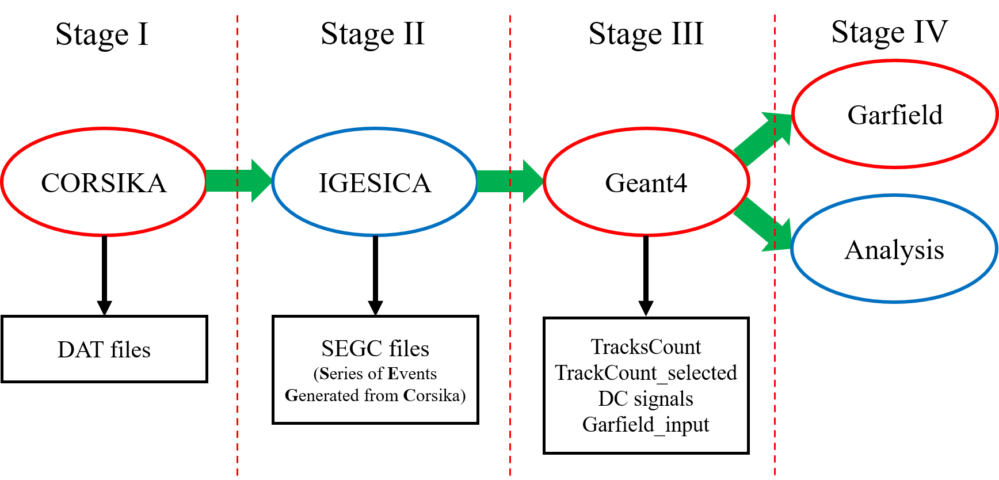 Stage I
Stage II
Stage III
Stage IV
CORSIKA
IGESICA
Geant4
Garfield
Analysis
DAT files
SEGC files
(Series of Events
Generated from Corsika)
TracksCount
TrackCount_selected
DC signals
Garfield_input